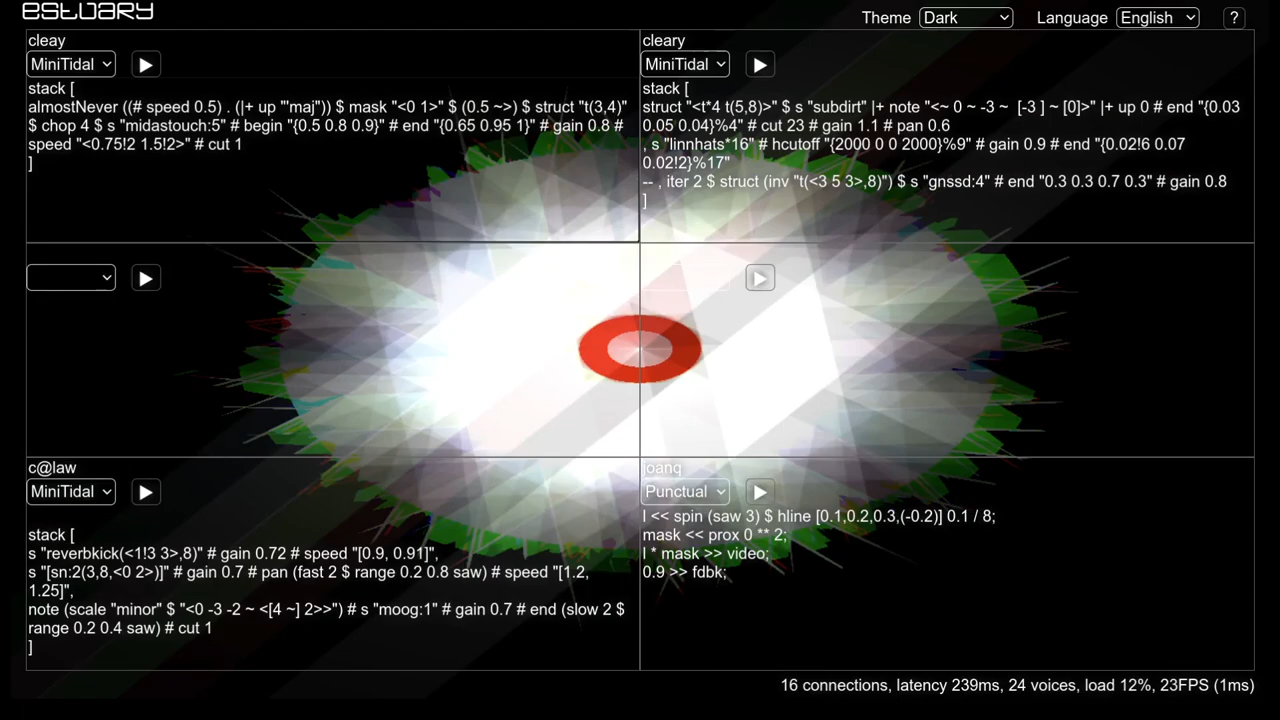 estuary
Theme Dark Language English ?
cleay
MiniTidal
stack [
almostNever ((# speed 0.5) . (|+ up "'maj")) $ mask "<0 1>" $ (0.5 ~>) $ struct "t(3,4)"
$ chop 4 $ s "midastouch:5" # begin "{0.5 0.8 0.9}" # end "{0.65 0.95 1}" # gain 0.8 #
speed "<0.75!2 1.5!2>" # cut 1
]
cleary
MiniTidal
stack [
struct "<t*4 t(5,8)>" $ s "subdirt" |+ note "<~ 0 ~ -3 ~  [-3 ] ~ [0]>" |+ up 0 # end "{0.03
0.05 0.04}%4" # cut 23 # gain 1.1 # pan 0.6
, s "linnhats*16" # hcutoff "{2000 0 0 2000}%9" # gain 0.9 # end "{0.02!6 0.07
0.02!2}%17"
-- , iter 2 $ struct (inv "t(<3 5 3>,8)") $ s "gnssd:4" # end "0.3 0.3 0.7 0.3" # gain 0.8
]
c@law
MiniTidal
stack [
s "reverbkick(<1!3 3>,8)" # gain 0.72 # speed "[0.9, 0.91]",
s "[sn:2(3,8,<0 2>)]" # gain 0.7 # pan (fast 2 $ range 0.2 0.8 saw) # speed "[1.2,
1.25]",
note (scale "minor" $ "<0 -3 -2 ~ <[4 ~] 2>>") # s "moog:1" # gain 0.7 # end (slow 2 $
range 0.2 0.4 saw) # cut 1
]
joanq
Punctual
l << spin (saw 3) $ hline [0.1,0.2,0.3,(-0.2)] 0.1 / 8;
mask << prox 0 ** 2;
l * mask >> video;
0.9 >> fdbk;
16 connections, latency 239ms, 24 voices, load 12%, 23FPS (1ms)